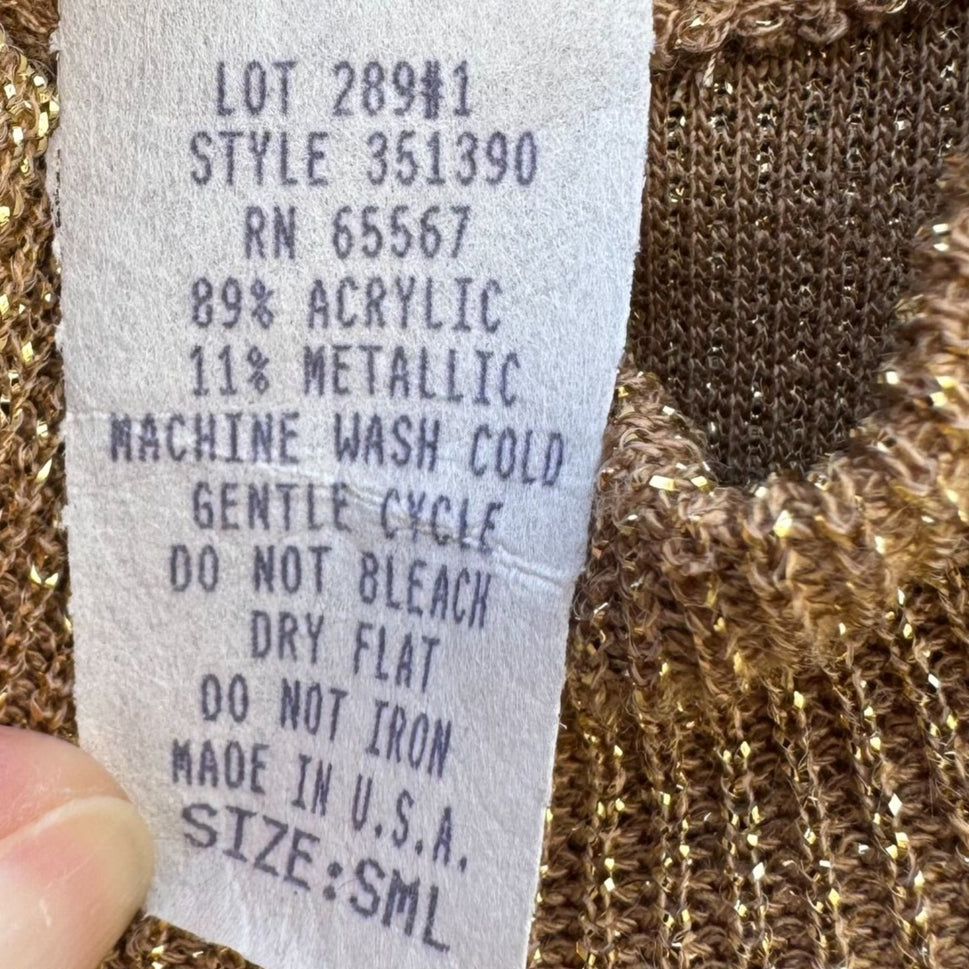 LOT 289#1
STYLE 351390
RN 65567
89% ACRYLIC
11% METALLIC
MACHINE WASH COLD
GENTLE CYCLE
DO NOT BLEACH
DRY FLAT
DO NOT IRON
MADE IN U.S.A.
SIZE:SML